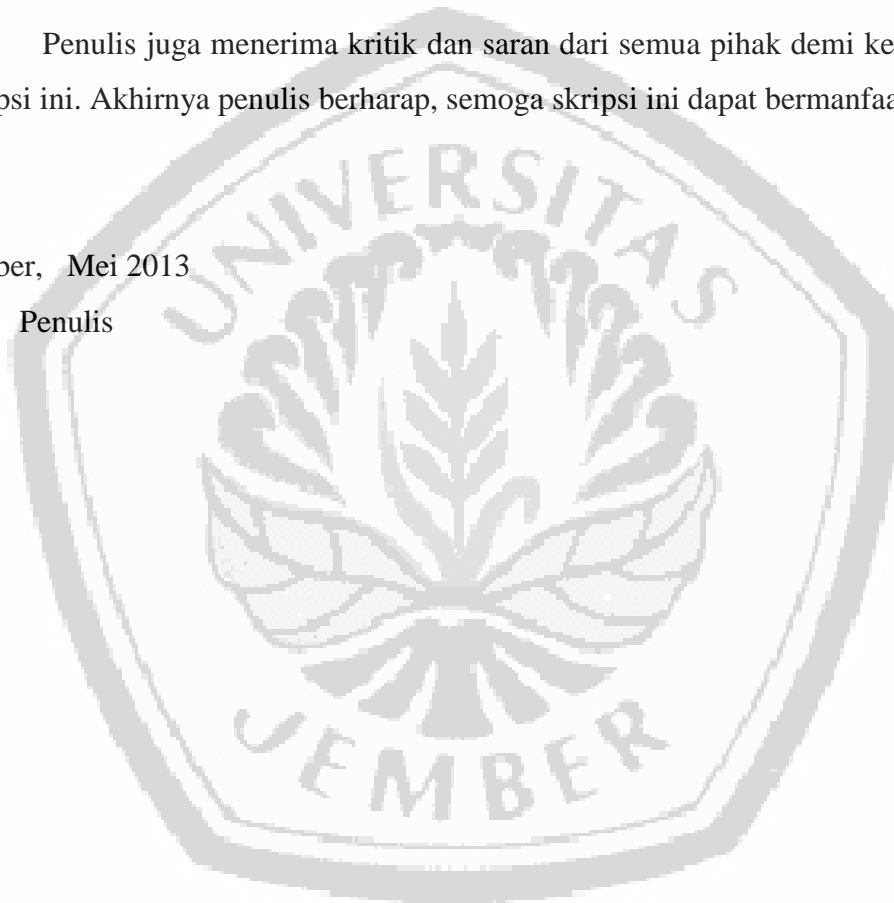 Penulis juga menerima kritik dan saran dari semua pihak demi ke
psi ini. Akhirnya penulis berharap, semoga skripsi ini dapat bermanfaa
ber, Mei 2013
Penulis
UNIVERSITAS
JEMBER